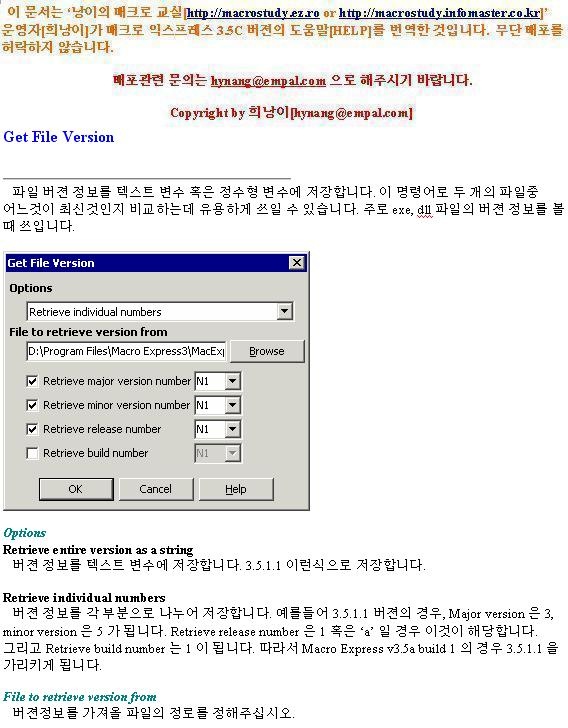 이 문서는 '낭이의 매크로 교실[http://macrostudy.ez.ro or http://macrostudy.infomaster.co.kr]'
운영자[희낭이]가 매크로 익스프레스 3.5C 버젼의 도움말[HELP]를 번역한 것입니다. 무단 배포를
허락하지 않습니다.
배포관련 문의는 hynang@empal.com 으로 해주시기 바랍니다.
Copyright by 희낭이[hynang@empal.com]
Get File Version
파일 버젼 정보를 텍스트 변수 혹은 정수형 변수에 저장합니다. 이 명령어로 두 개의 파일중
어느것이 최신것인지 비교하는데 유용하게 쓰일 수 있습니다. 주로 exe, dll 파일의 버젼 정보를 볼
때 쓰입니다.
Get File Version
Options
Retrieve individual numbers
File to retrieve version from
D:\Program Files\Macro Express3\MacExp
Browse
Retrieve major version number N1
Retrieve minor version number N1
Retrieve release number N1
Retrieve build number N1
OK Cancel Help
Options
Retrieve entire version as a string
버젼 정보를 텍스트 변수에 저장합니다. 3.5.1.1 이런식으로 저장합니다.
Retrieve individual numbers
버젼 정보를 각 부분으로 나누어 저장합니다. 예를들어 3.5.1.1 버젼의 경우, Major version 은 3,
minor version 은 5 가 됩니다. Retrieve release number 은 1 혹은 'a' 일 경우 이것이 해당합니다.
그리고 Retrieve build number 는 1 이 됩니다. 따라서 Macro Express v3.5a build 1 의 경우 3.5.1.1 을
가리키게 됩니다.
File to retrieve version from
버젼정보를 가져올 파일의 경로를 정해주십시오.